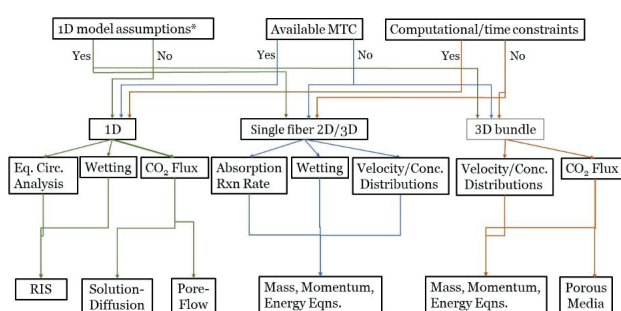 1D model assumptions*
Available MTC
Computational/time constraints
Yes
No
Yes
No
Yes
No
1D
Single fiber 2D/3D
3D bundle
Eq. Circ.
Analysis
Wetting
CO₂ Flux
Absorption
Rxn Rate
Wetting
Velocity/Conc.
Distributions
Velocity/Conc.
Distributions
CO₂ Flux
RIS
Solution-
Diffusion
Pore-
Flow
Mass, Momentum,
Energy Eqns.
Mass, Momentum,
Energy Eqns.
Porous
Media